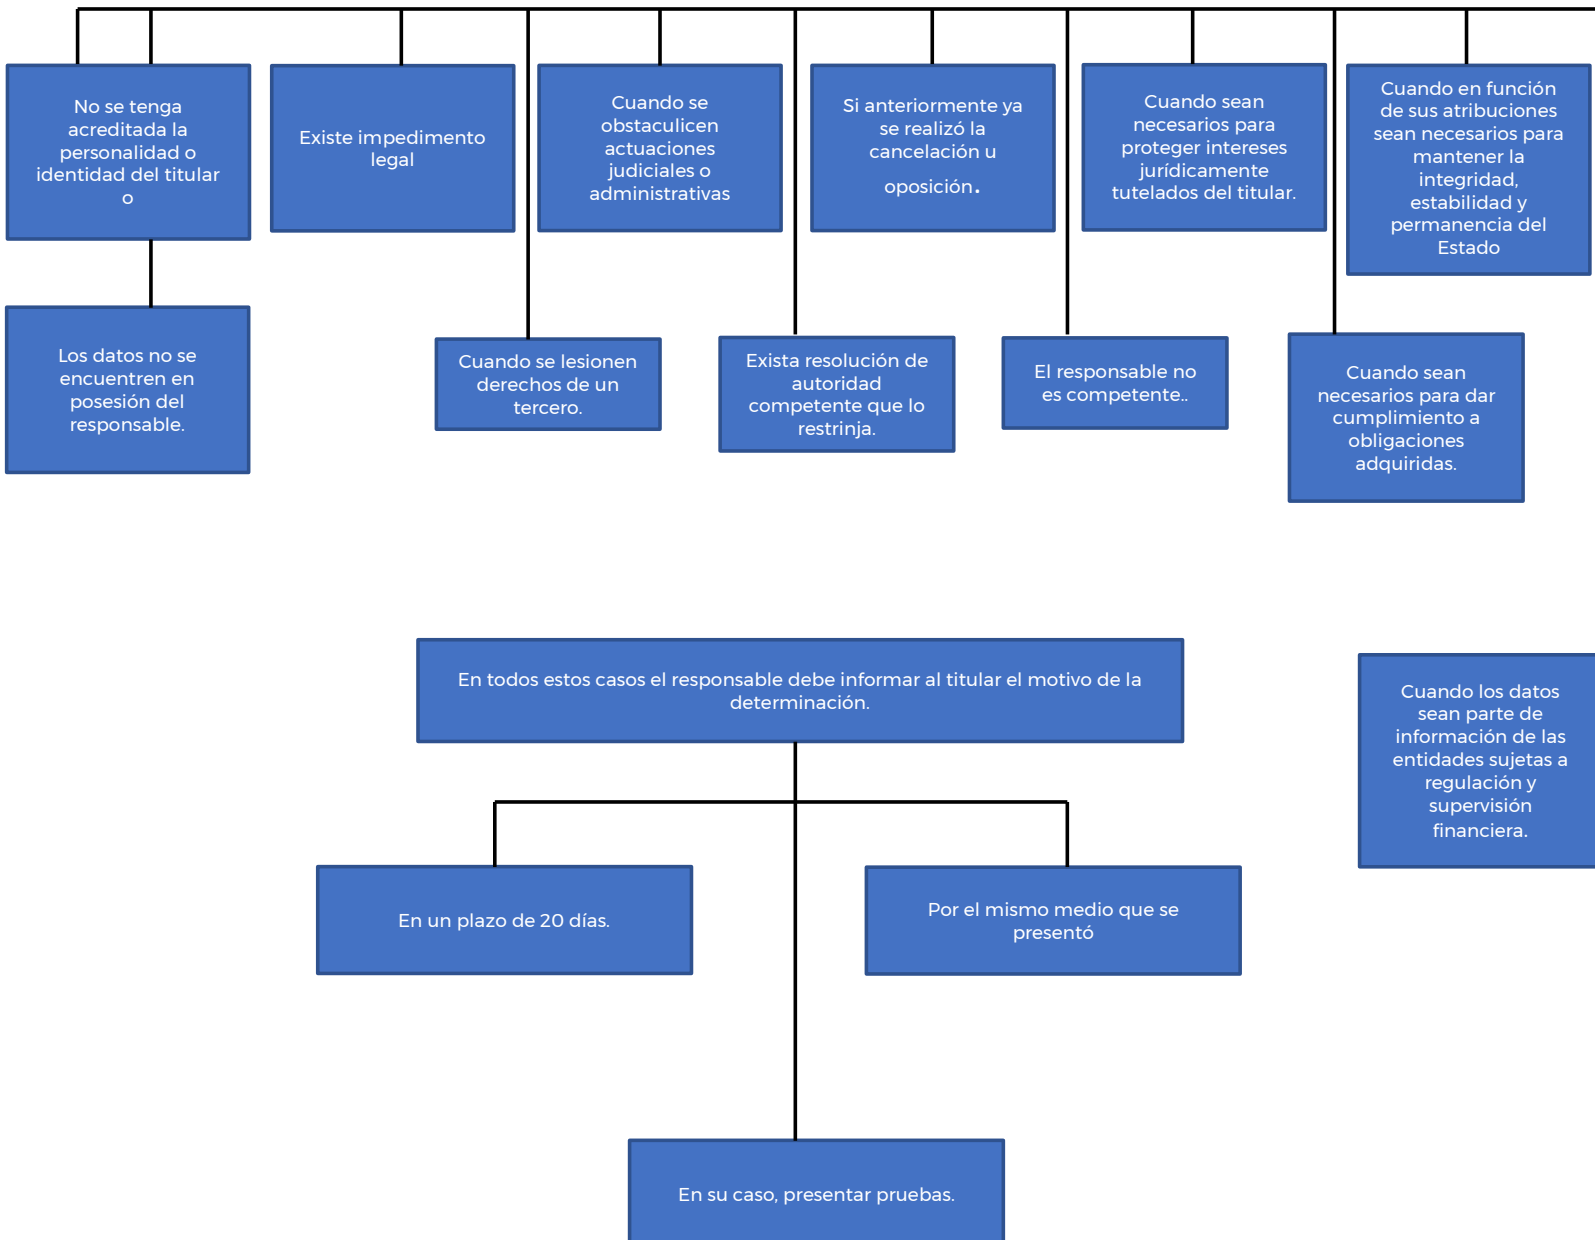 No se tenga
acreditada la
personalidad o
identidad del titular
o
Existe impedimento
legal
Cuando se
obstaculicen
actuaciones
judiciales o
administrativas
Si anteriormente ya
se realizó la
cancelación u
oposición.
Cuando sean
necesarios para
proteger intereses
jurídicamente
tutelados del titular.
Cuando en función
de sus atribuciones
sean necesarios para
mantener la
integridad,
estabilidad y
permanencia del
Estado
Los datos no se
encuentren en
posesión del
responsable.
Cuando se lesionen
derechos de un
tercero.
Exista resolución de
autoridad
competente que lo
restrinja.
El responsable no
es competente..
Cuando sean
necesarios para dar
cumplimiento a
obligaciones
adquiridas.
En todos estos casos el responsable debe informar al titular el motivo de la
determinación.
Cuando los datos
sean parte de
información de las
entidades sujetas a
regulación y
supervisión
financiera.
En un plazo de 20 días.
Por el mismo medio que se
presentó
En su caso, presentar pruebas.